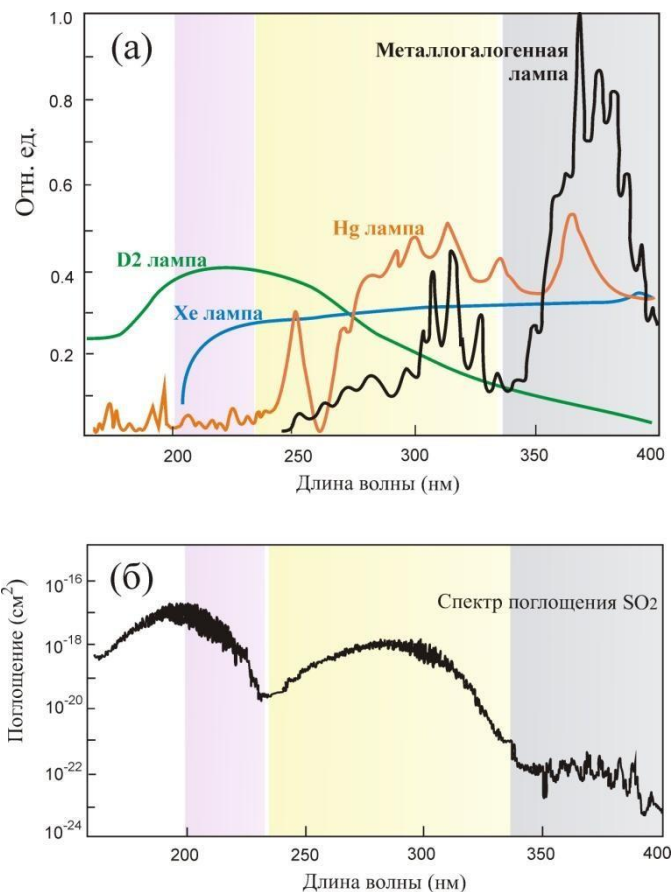 (а)
Металлогалогенная
лампа
Hg лампа
D2 лампа
Xe лампа
Отн. ед.
1.0
0.8
0.6
0.4
0.2
200
250
300
350
400
Длина волны (нм)
(б)
Спектр поглощения SO2
Поглощение (см2)
10-16
10-18
10-20
10-22
10-24
200
250
300
350
400
Длина волны (нм)